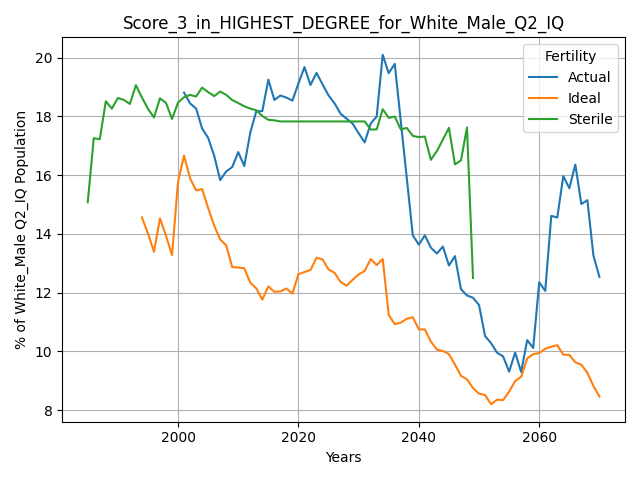 Score_3_in_HIGHEST_DEGREE_for_White_Male_Q2_IQ
% of White_Male Q2_IQ Population
20
18
16
14
12
10
8
Fertility
Actual
Ideal
Sterile
2000
2020
2040
2060
Years